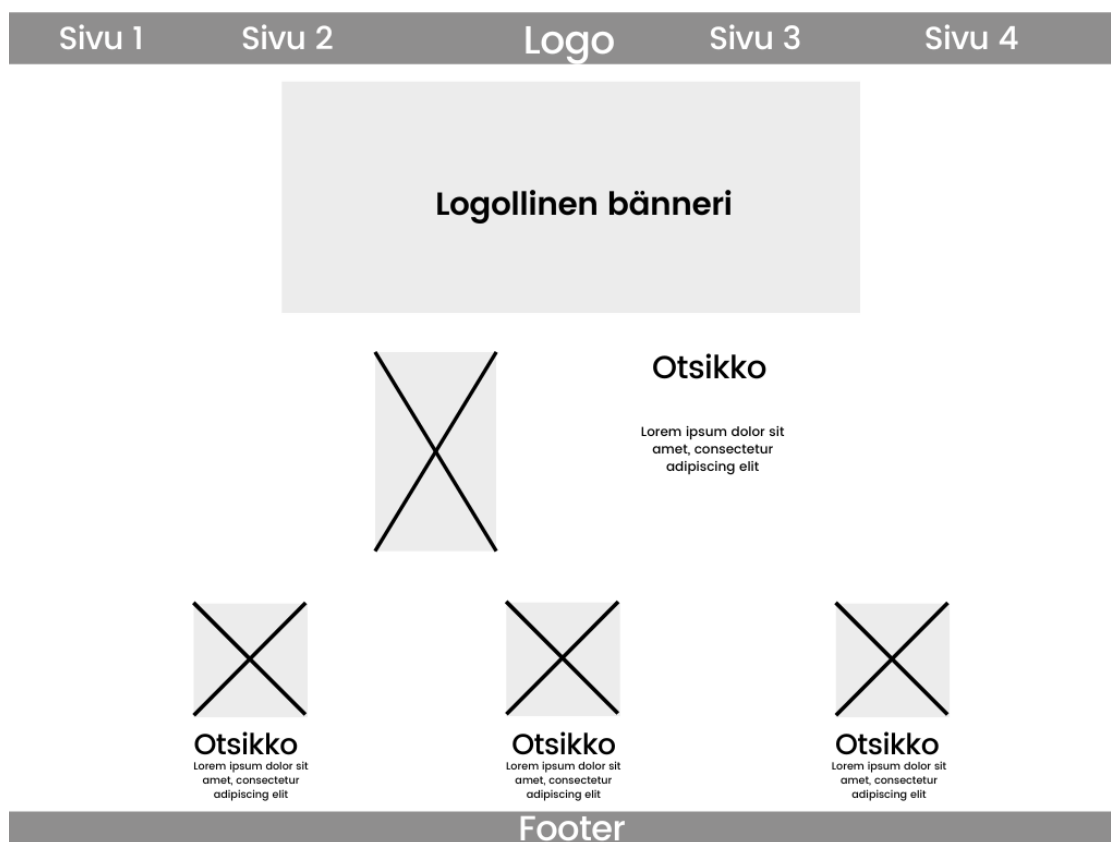 Sivu 1 Sivu 2 Logo Sivu 3 Sivu 4
Logollinen bänneri
Otsikko
Lorem ipsum dolor sit
amet, consectetur
adipiscing elit
Otsikko
Lorem ipsum dolor sit
amet, consectetur
adipiscing elit
Otsikko
Lorem ipsum dolor sit
amet, consectetur
adipiscing elit
Otsikko
Lorem ipsum dolor sit
amet, consectetur
adipiscing elit
Footer